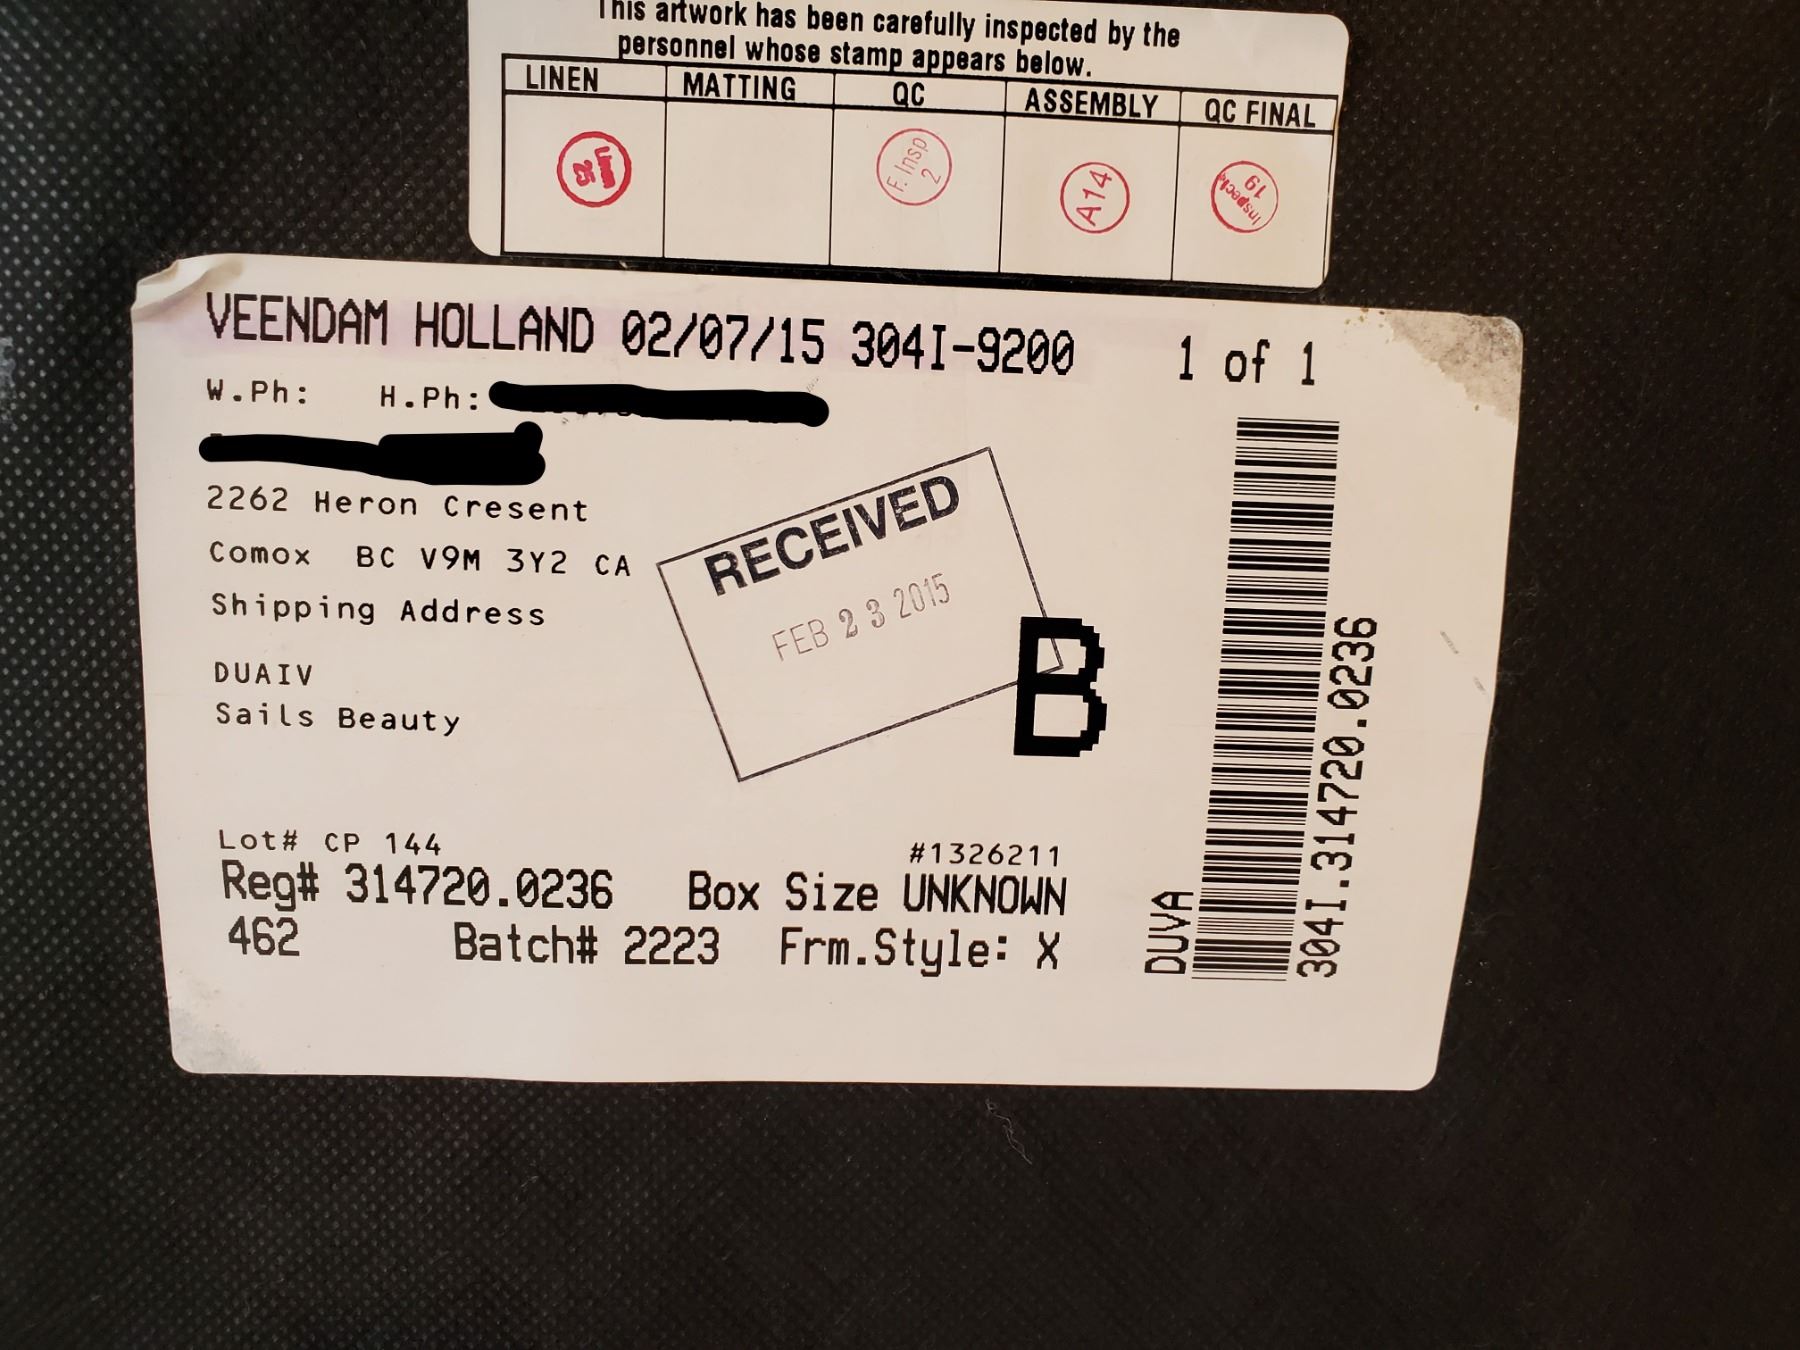 This artwork has been carefully inspected by the
personnel whose stamp appears below.
LINEN MATTING QC ASSEMBLY QC FINAL
Linen 25
F. Insp 2
A14
Inspected 19
VEENDAM HOLLAND 02/07/15 304I-9200 1 of 1
W.Ph: H.Ph:
2262 Heron Cresent
Comox BC V9M 3Y2 CA
Shipping Address
DUAIV
Sails Beauty
RECEIVED
FEB 23 2015
B
Lot# CP 144 #1326211
Reg# 314720.0236 Box Size UNKNOWN
462 Batch# 2223 Frm.Style: X
DUVA
304I.314720.0236